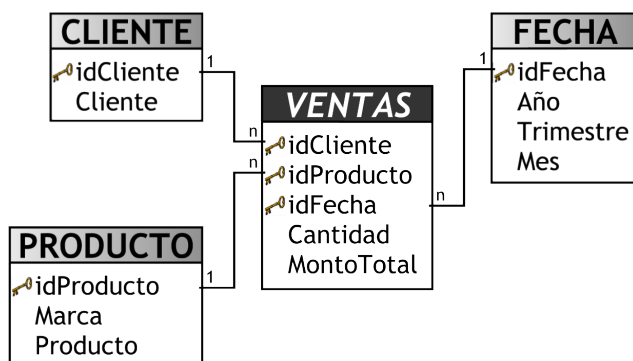 CLIENTE
idCliente
Cliente
1
n
VENTAS
idCliente
idProducto
idFecha
Cantidad
MontoTotal
n
n
1
FECHA
idFecha
Año
Trimestre
Mes
1
PRODUCTO
idProducto
Marca
Producto